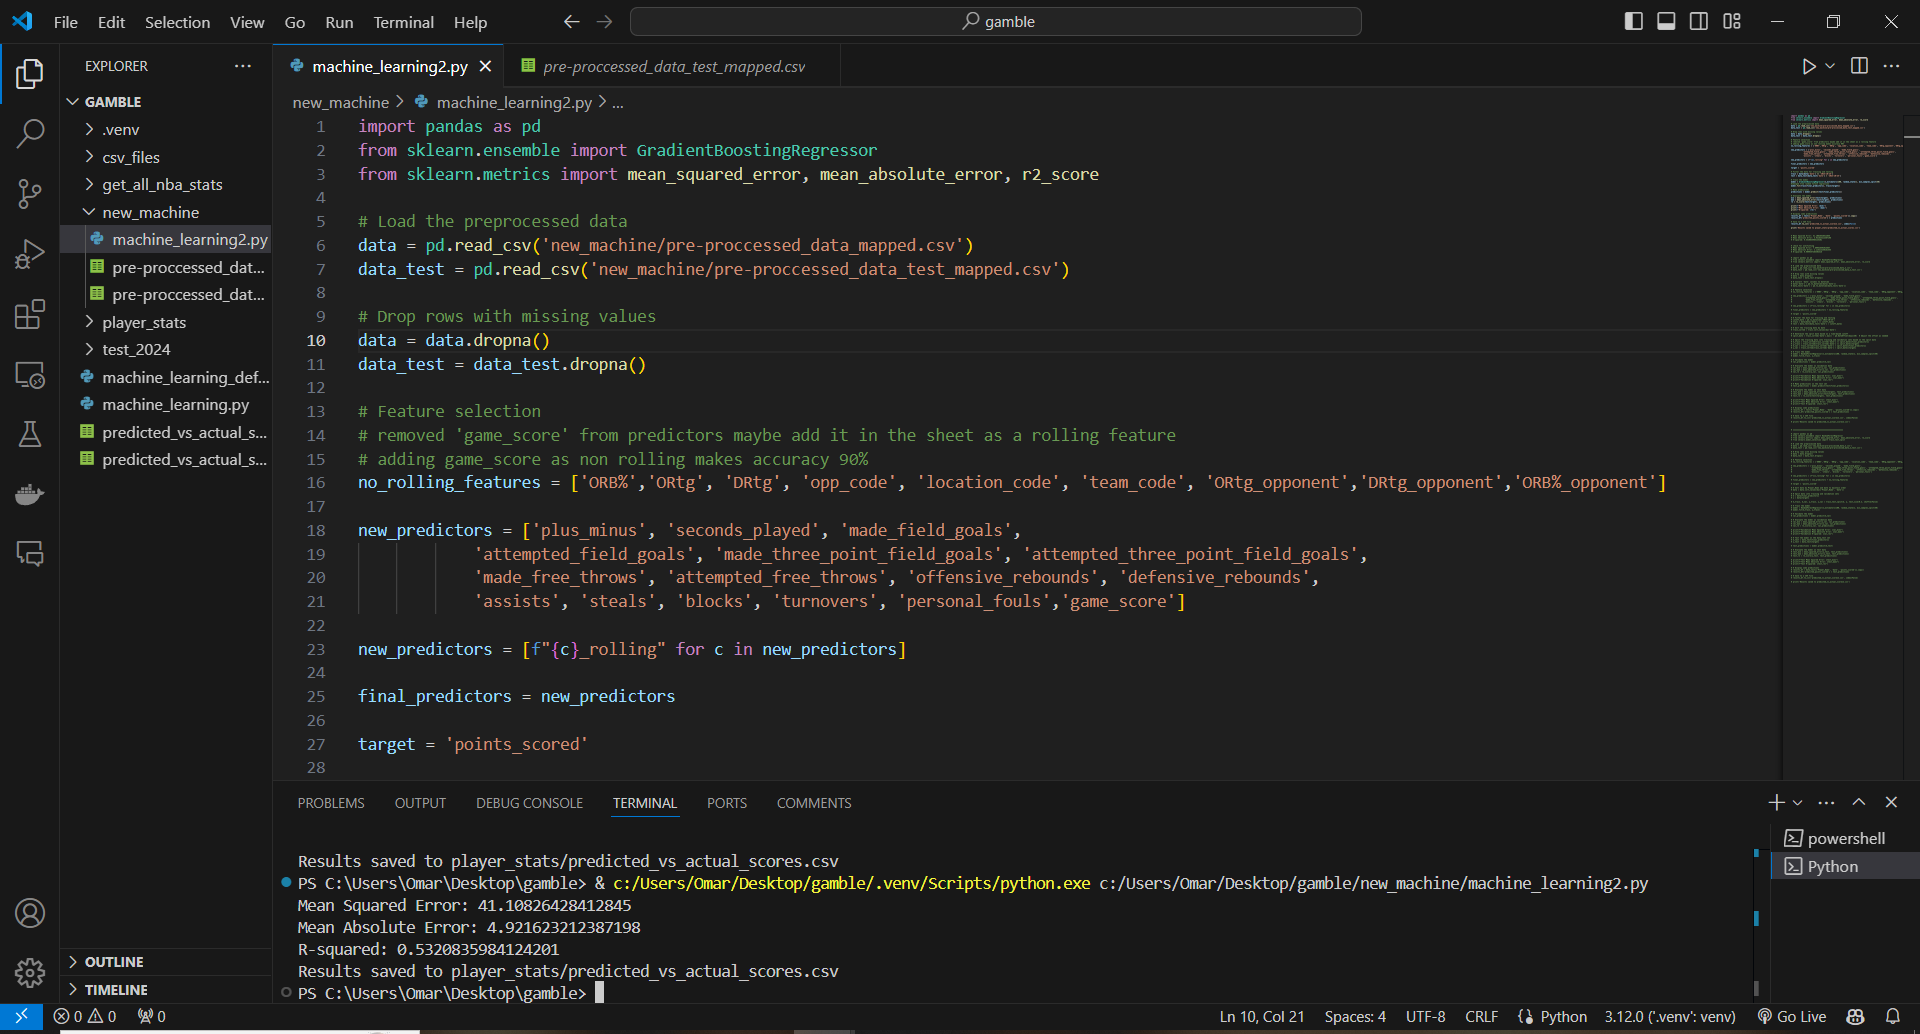 File Edit Selection View Go Run Terminal Help gamble
EXPLORER
GAMBLE
.venv
csv_files
get_all_nba_stats
new_machine
machine_learning2.py
pre-proccessed_dat...
pre-proccessed_dat...
player_stats
test_2024
machine_learning_def...
machine_learning.py
predicted_vs_actual_s...
predicted_vs_actual_s...
OUTLINE
TIMELINE
machine_learning2.py pre-proccessed_data_test_mapped.csv
new_machine > machine_learning2.py > ...
1 import pandas as pd
2 from sklearn.ensemble import GradientBoostingRegressor
3 from sklearn.metrics import mean_squared_error, mean_absolute_error, r2_score
4
5 # Load the preprocessed data
6 data = pd.read_csv('new_machine/pre-proccessed_data_mapped.csv')
7 data_test = pd.read_csv('new_machine/pre-proccessed_data_test_mapped.csv')
8
9 # Drop rows with missing values
10 data = data.dropna()
11 data_test = data_test.dropna()
12
13 # Feature selection
14 # removed 'game_score' from predictors maybe add it in the sheet as a rolling feature
15 # adding game_score as non rolling makes accuracy 90%
16 no_rolling_features = ['ORB%','ORtg', 'DRtg', 'opp_code', 'location_code', 'team_code', 'ORtg_opponent','DRtg_opponent','ORB%_opponent']
17
18 new_predictors = ['plus_minus', 'seconds_played', 'made_field_goals',
19 'attempted_field_goals', 'made_three_point_field_goals', 'attempted_three_point_field_goals',
20 'made_free_throws', 'attempted_free_throws', 'offensive_rebounds', 'defensive_rebounds',
21 'assists', 'steals', 'blocks', 'turnovers', 'personal_fouls','game_score']
22
23 new_predictors = [f"{c}_rolling" for c in new_predictors]
24
25 final_predictors = new_predictors
26
27 target = 'points_scored'
28
PROBLEMS OUTPUT DEBUG CONSOLE TERMINAL PORTS COMMENTS
Results saved to player_stats/predicted_vs_actual_scores.csv
PS C:\Users\Omar\Desktop\gamble> & c:/Users/Omar/Desktop/gamble/.venv/Scripts/python.exe c:/Users/Omar/Desktop/gamble/new_machine/machine_learning2.py
Mean Squared Error: 41.10826428412845
Mean Absolute Error: 4.921623212387198
R-squared: 0.5320835984124201
Results saved to player_stats/predicted_vs_actual_scores.csv
PS C:\Users\Omar\Desktop\gamble>
powershell
Python
0 0 0 Ln 10, Col 21 Spaces: 4 UTF-8 CRLF Python 3.12.0 ('.venv': venv) Go Live